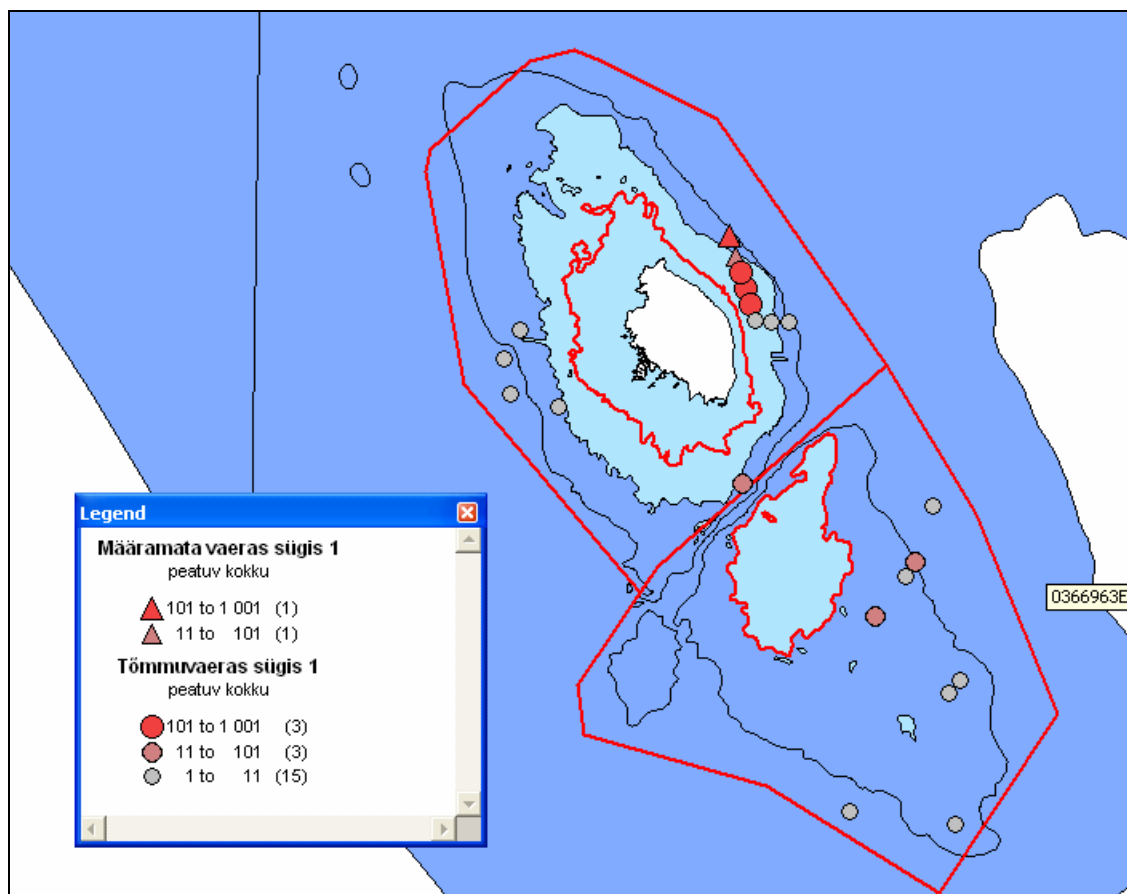 Legend
Määramata vaeras sügis 1
peatuv kokku
101 to 1 001 (1)
11 to 101 (1)
Tõmmuvaeras sügis 1
peatuv kokku
101 to 1 001 (3)
11 to 101 (3)
1 to 11 (15)
0366963E